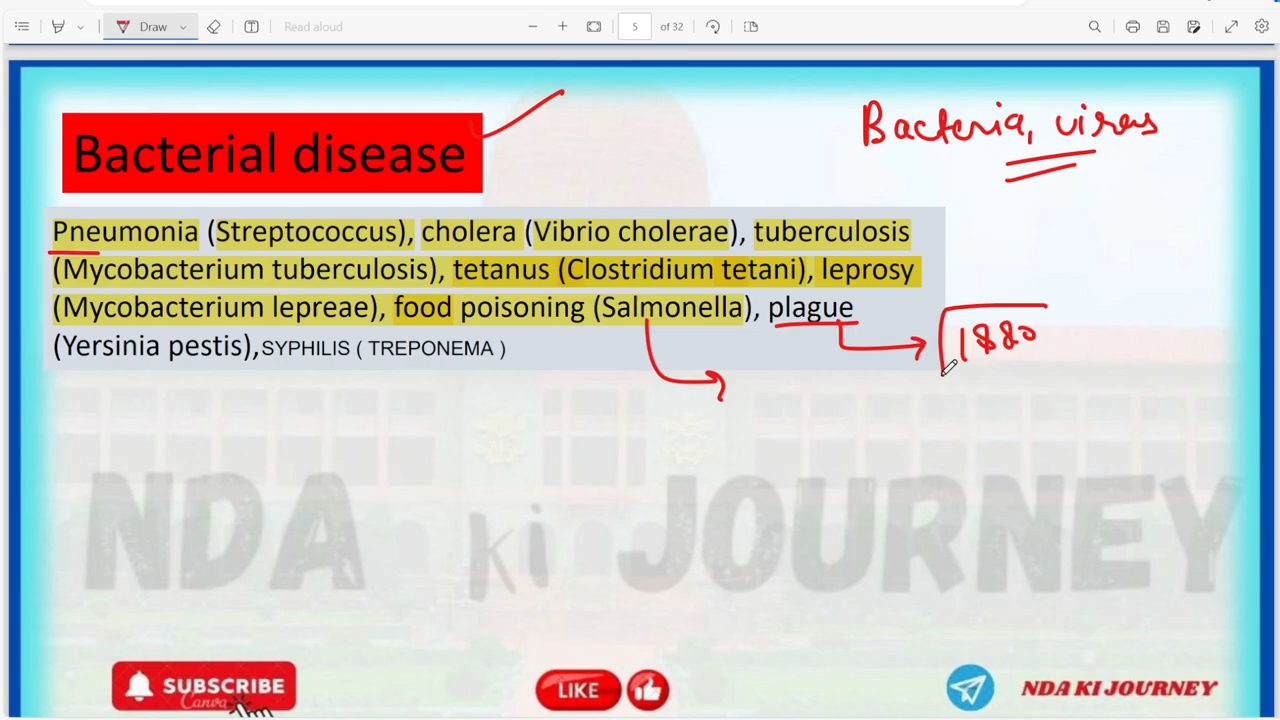 Draw
Read aloud
5 of 32
Bacteria, virus
Bacterial disease
Pneumonia (Streptococcus), cholera (Vibrio cholerae), tuberculosis
(Mycobacterium tuberculosis), tetanus (Clostridium tetani), leprosy
(Mycobacterium lepreae), food poisoning (Salmonella), plague
(Yersinia pestis), SYPHILIS ( TREPONEMA )
1880
NDA ki JOURNEY
SUBSCRIBE
Canva
LIKE
NDA KI JOURNEY